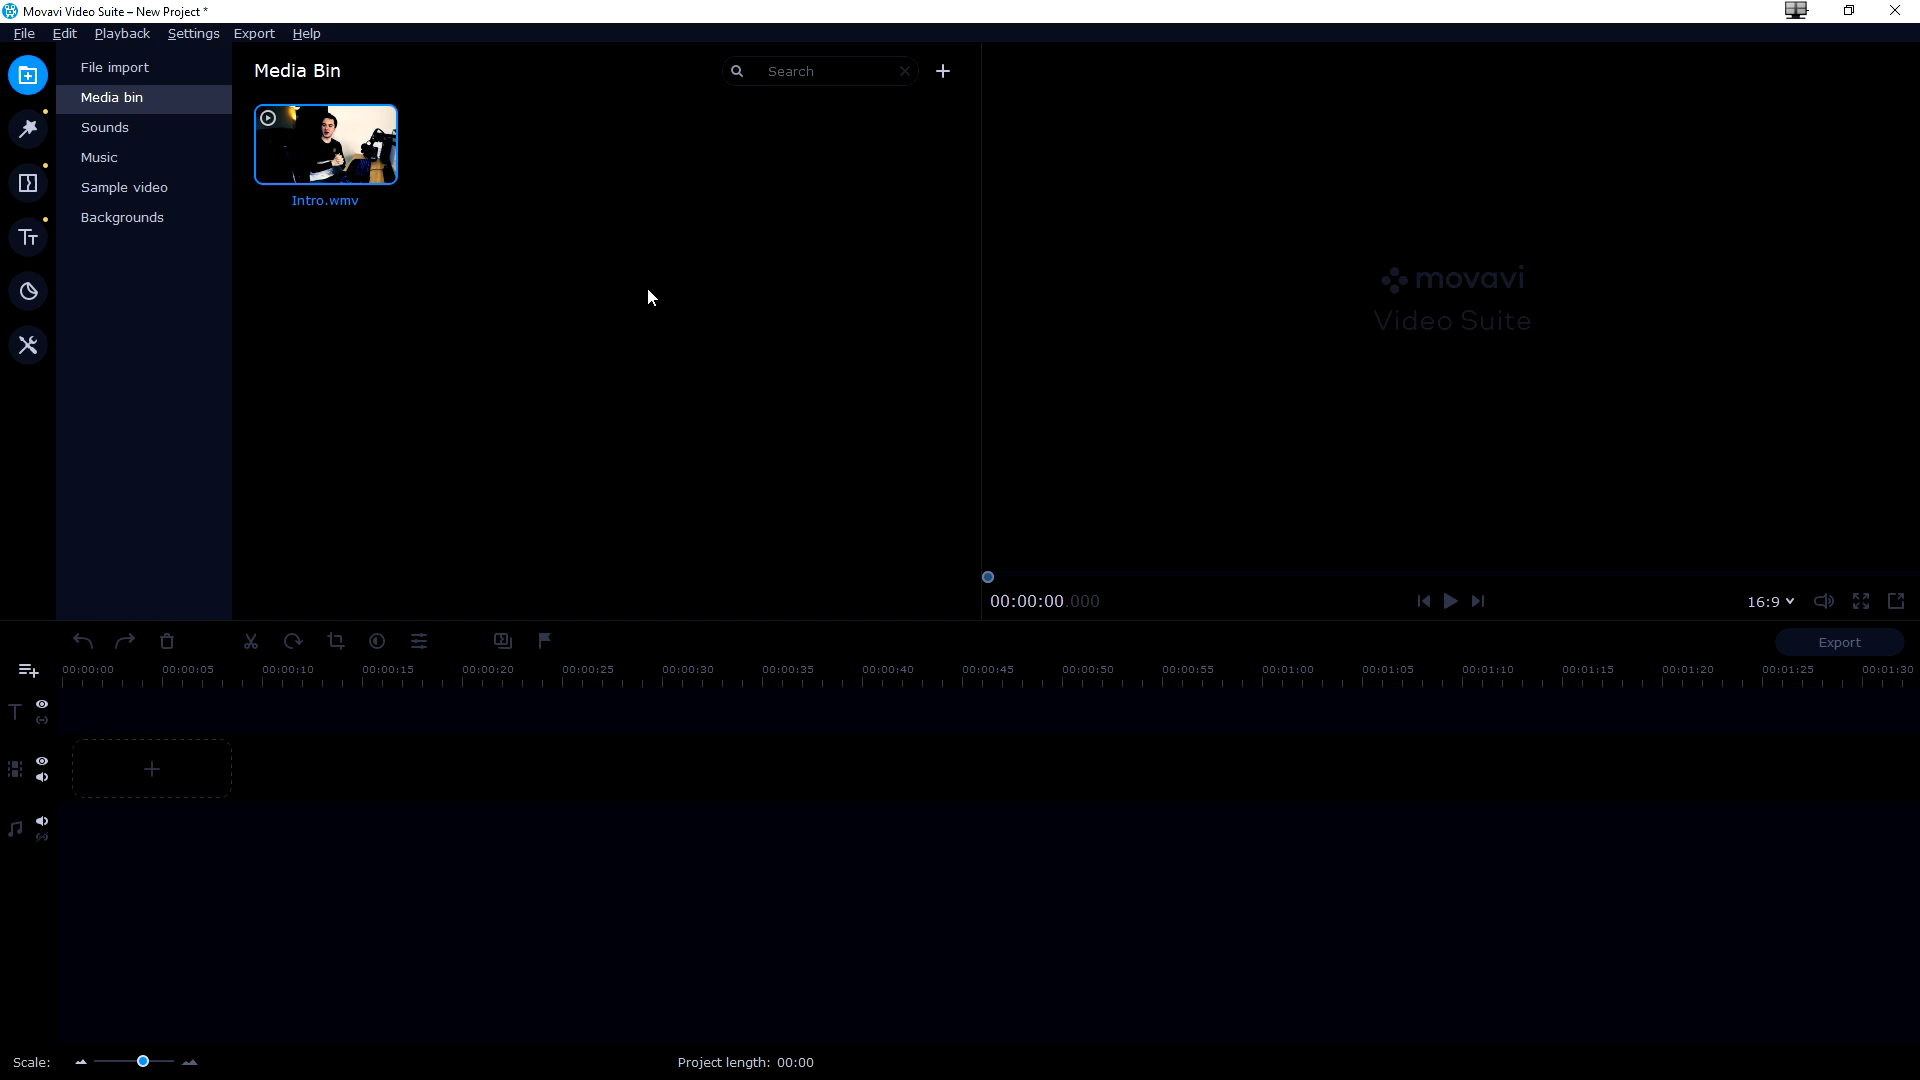 Movavi Video Suite – New Project *
File Edit Playback Settings Export Help
File import
Media bin
Sounds
Music
Sample video
Backgrounds
Media Bin
Search
Intro.wmv
movavi
Video Suite
00:00:00.000
16:9
Export
00:00:00 00:00:05 00:00:10 00:00:15 00:00:20 00:00:25 00:00:30 00:00:35 00:00:40 00:00:45 00:00:50 00:00:55 00:01:00 00:01:05 00:01:10 00:01:15 00:01:20 00:01:25 00:01:30
Scale:
Project length: 00:00